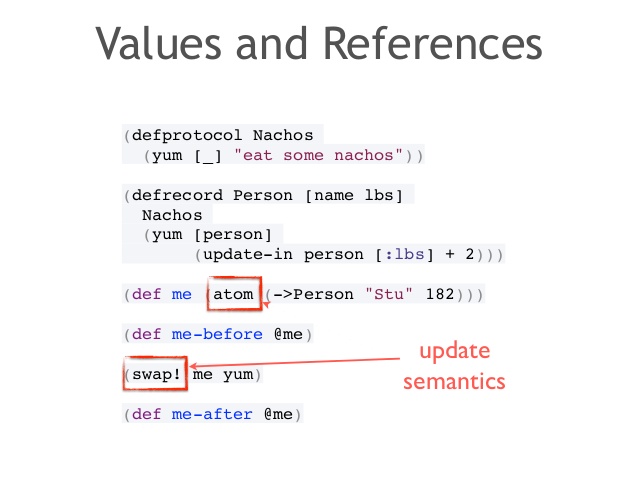 Values and References
(defprotocol Nachos
(yum [_] "eat some nachos"))
(defrecord Person [name lbs]
Nachos
(yum [person]
(update-in person [:lbs] + 2)))
(def me (atom (->Person "Stu" 182)))
(def me-before @me)
(swap! me yum)
(def me-after @me)
update
semantics